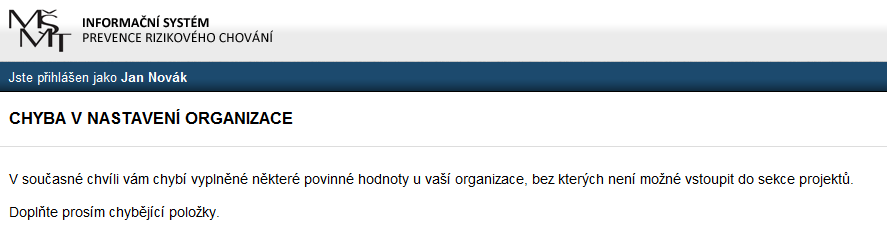 MŠMT
INFORMAČNÍ SYSTÉM
PREVENCE RIZIKOVÉHO CHOVÁNÍ
Jste přihlášen jako Jan Novák
CHYBA V NASTAVENÍ ORGANIZACE
V současné chvíli vám chybí vyplněné některé povinné hodnoty u vaší organizace, bez kterých není možné vstoupit do sekce projektů.
Doplňte prosím chybějící položky.